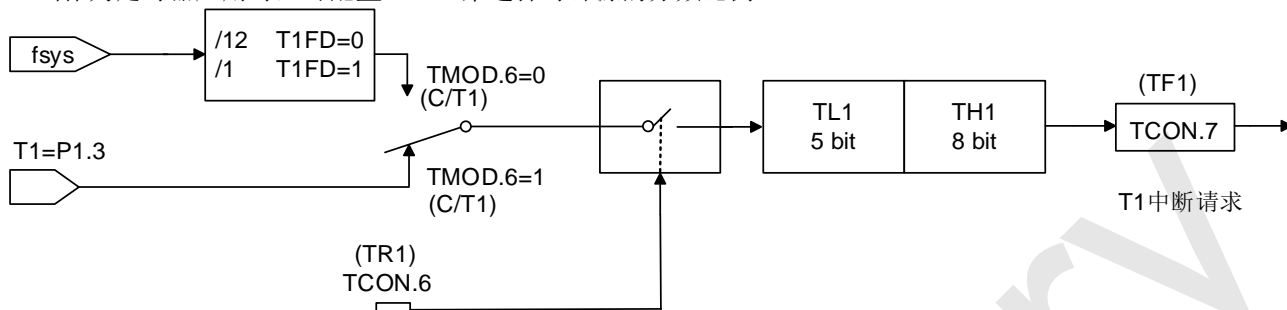 fsys
/12 T1FD=0
/1 T1FD=1
TMOD.6=0
(C/T1)
T1=P1.3
TMOD.6=1
(C/T1)
(TR1)
TCON.6
TL1
5 bit
TH1
8 bit
(TF1)
TCON.7
T1中断请求